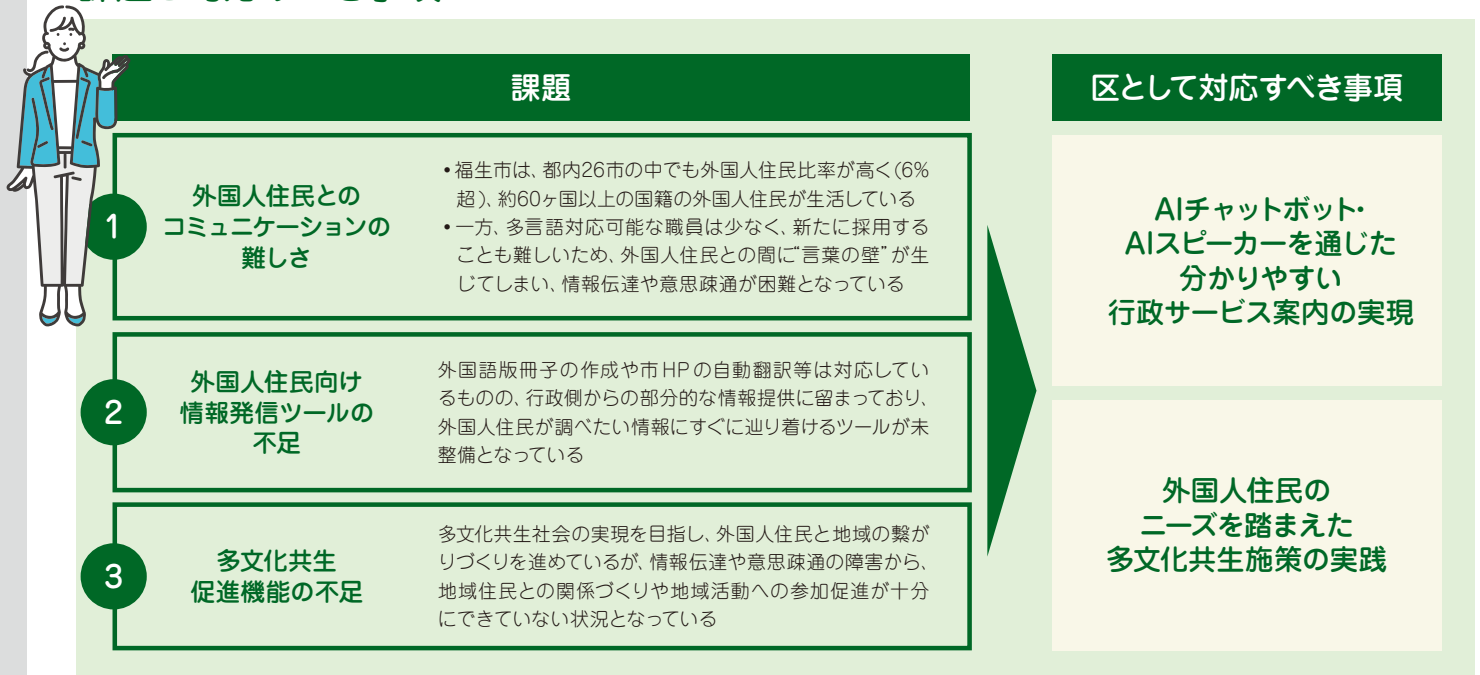 課題
区として対応すべき事項
1
外国人住民との
コミュニケーションの
難しさ
•福生市は、都内26市の中でも外国人住民比率が高く(6%
超)、約60ヶ国以上の国籍の外国人住民が生活している
•一方、多言語対応可能な職員は少なく、新たに採用する
ことも難しいため、外国人住民との間に“言葉の壁”が生
じてしまい、情報伝達や意思疎通が困難となっている
2
外国人住民向け
情報発信ツールの
不足
外国語版冊子の作成や市HPの自動翻訳等は対応してい
るものの、行政側からの部分的な情報提供に留まっており、
外国人住民が調べたい情報にすぐに辿り着けるツールが未
整備となっている
3
多文化共生
促進機能の不足
多文化共生社会の実現を目指し、外国人住民と地域の繋が
りづくりを進めているが、情報伝達や意思疎通の障害から、
地域住民との関係づくりや地域活動への参加促進が十分
にできていない状況となっている
AIチャットボット・
AIスピーカーを通じた
分かりやすい
行政サービス案内の実現
外国人住民の
ニーズを踏まえた
多文化共生施策の実践